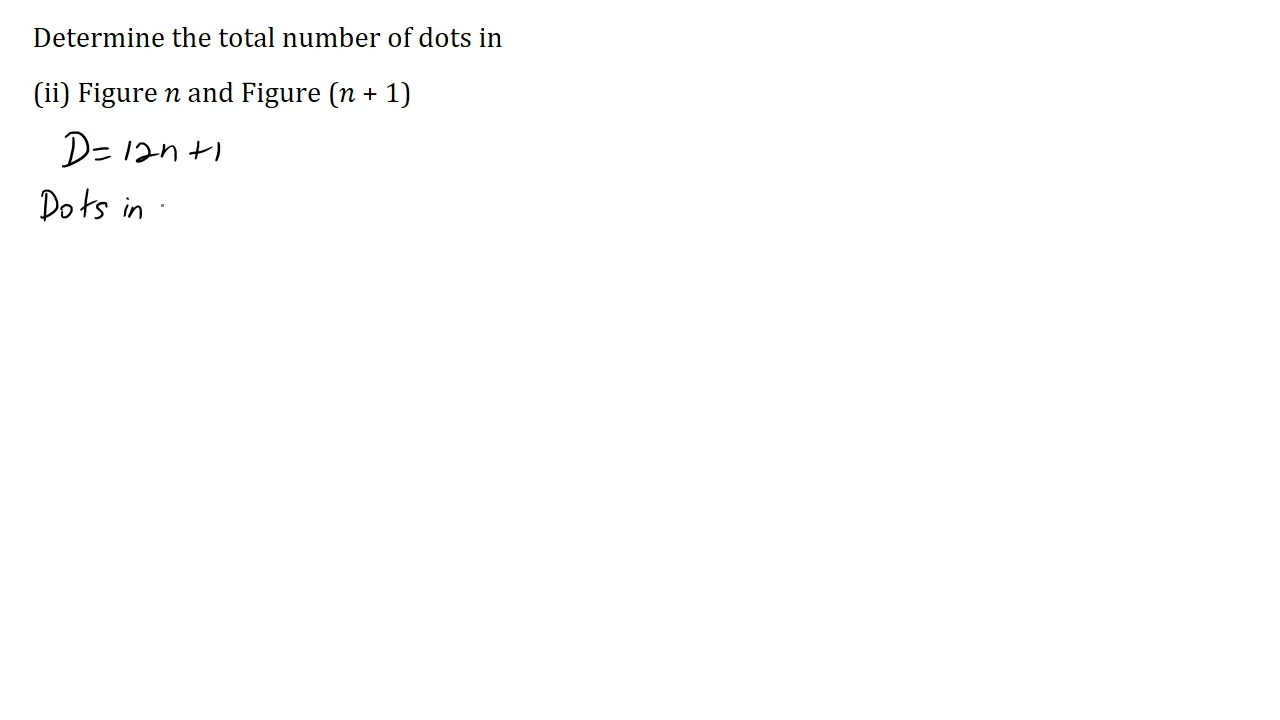 Determine the total number of dots in
(ii) Figure n and Figure (n + 1)
D = 12n + 1
Dots in